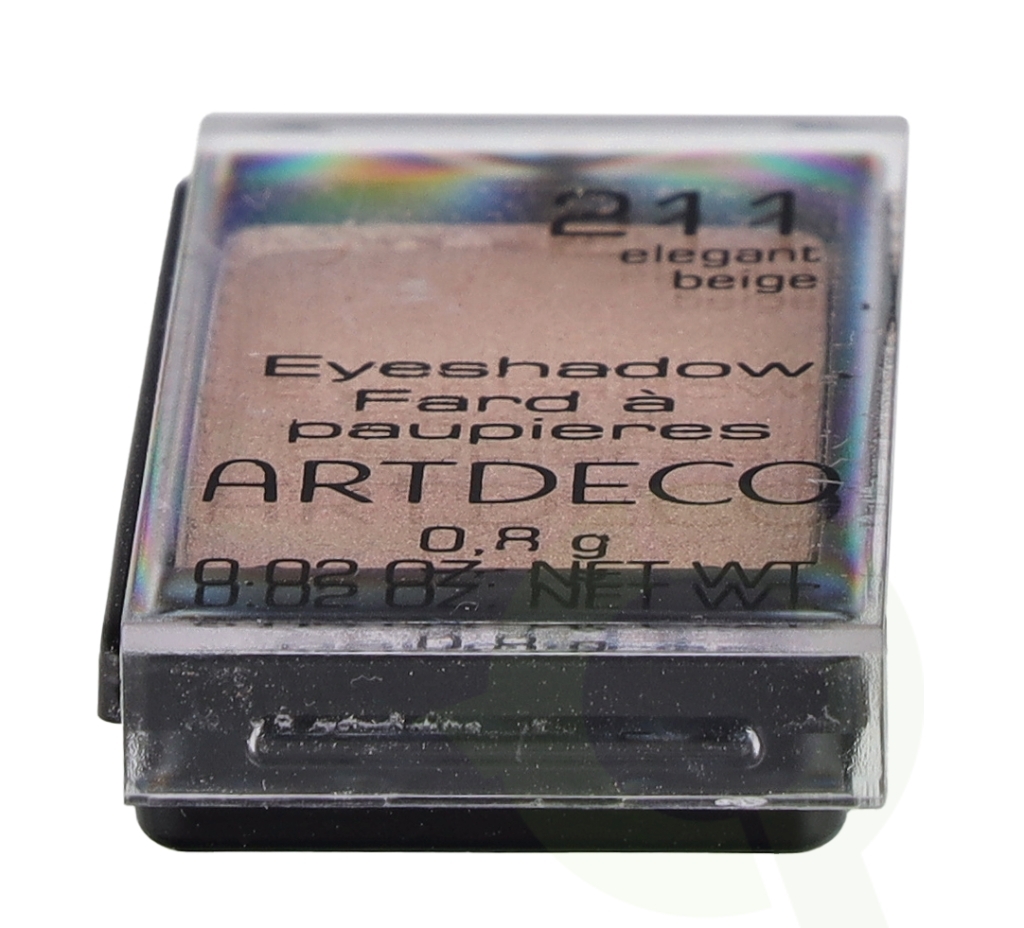 211
elegant
beige
Eyeshadow
Fard à
paupieres
ARTDECO
0,8 g
0.02 OZ. NET WT